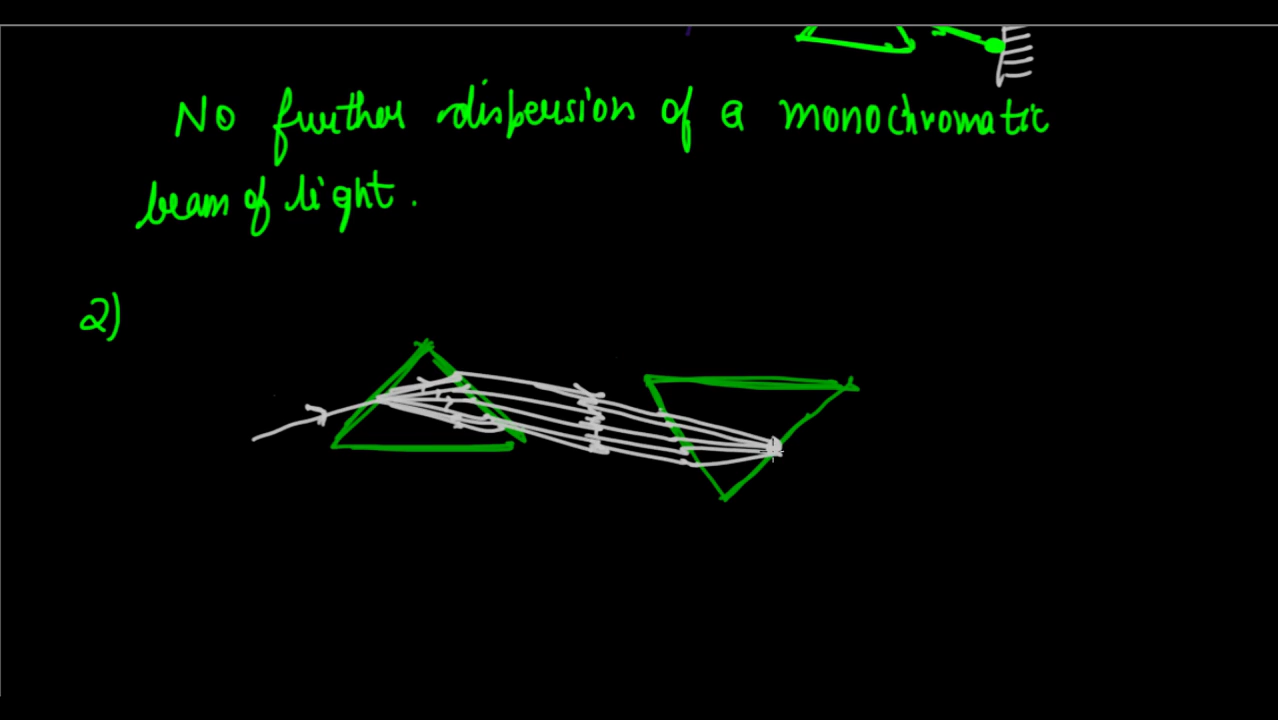 No further dispersion of a monochromatic
beam of light.
2)